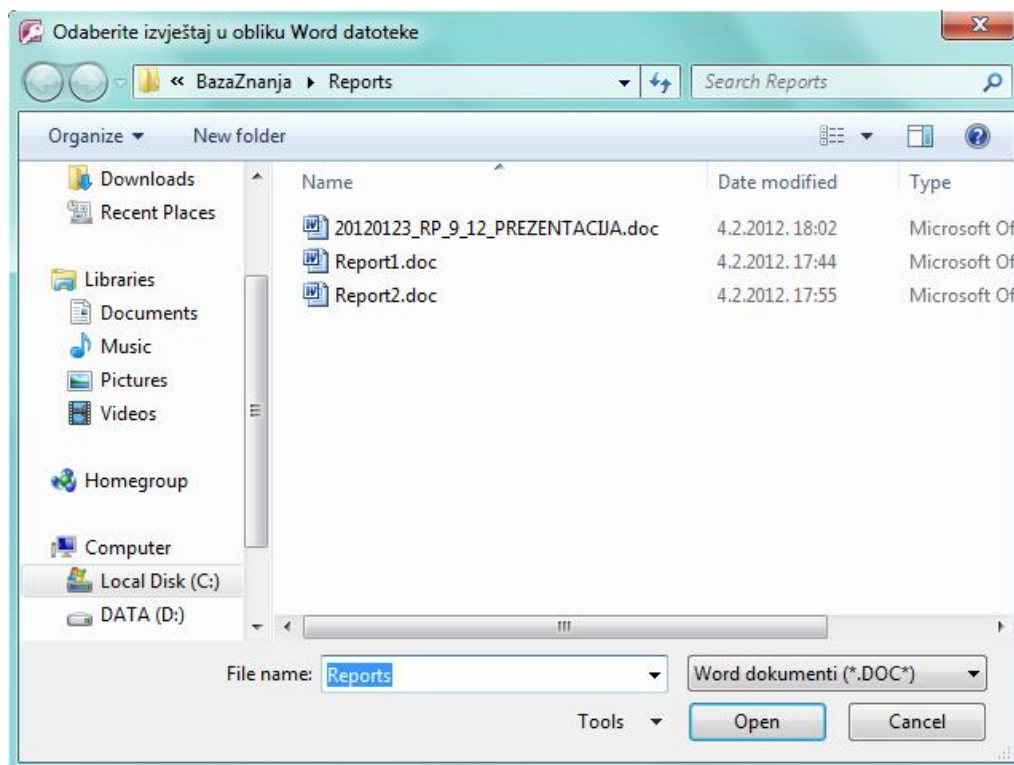 Odaberite izvještaj u obliku Word datoteke
« BazaZnanja Reports
Search Reports
Organize
New folder
Downloads
Recent Places
Libraries
Documents
Music
Pictures
Videos
Homegroup
Computer
Local Disk (C:)
DATA (D:)
Name Date modified Type
20120123_RP_9_12_PREZENTACIJA.doc 4.2.2012. 18:02 Microsoft Of
Report1.doc 4.2.2012. 17:44 Microsoft Of
Report2.doc 4.2.2012. 17:55 Microsoft Of
File name: Reports
Word dokumenti (*.DOC*)
Tools
Open
Cancel